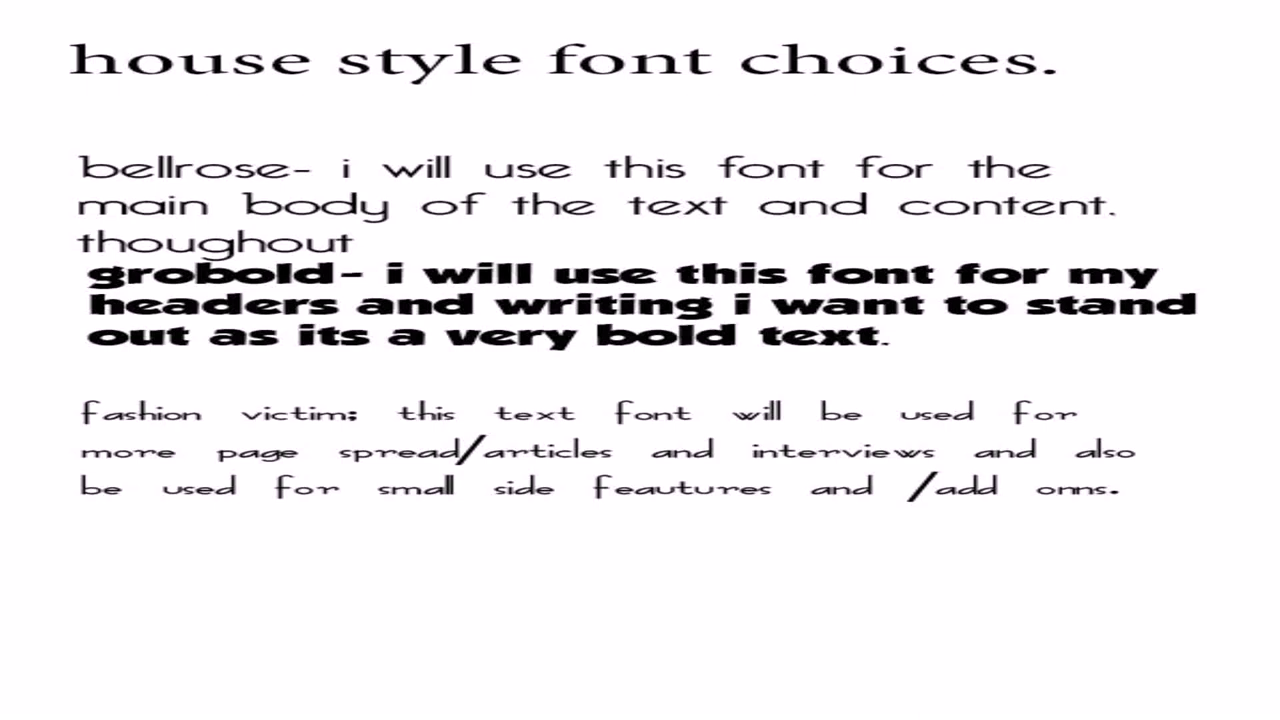 house style font choices.
bellrose- i will use this font for the
main body of the text and content.
thoughout
grobold- i will use this font for my
headers and writing i want to stand
out as its a very bold text.
fashion victim; this text font will be used for
more page spread/articles and interviews and also
be used for small side feautures and /add onns.